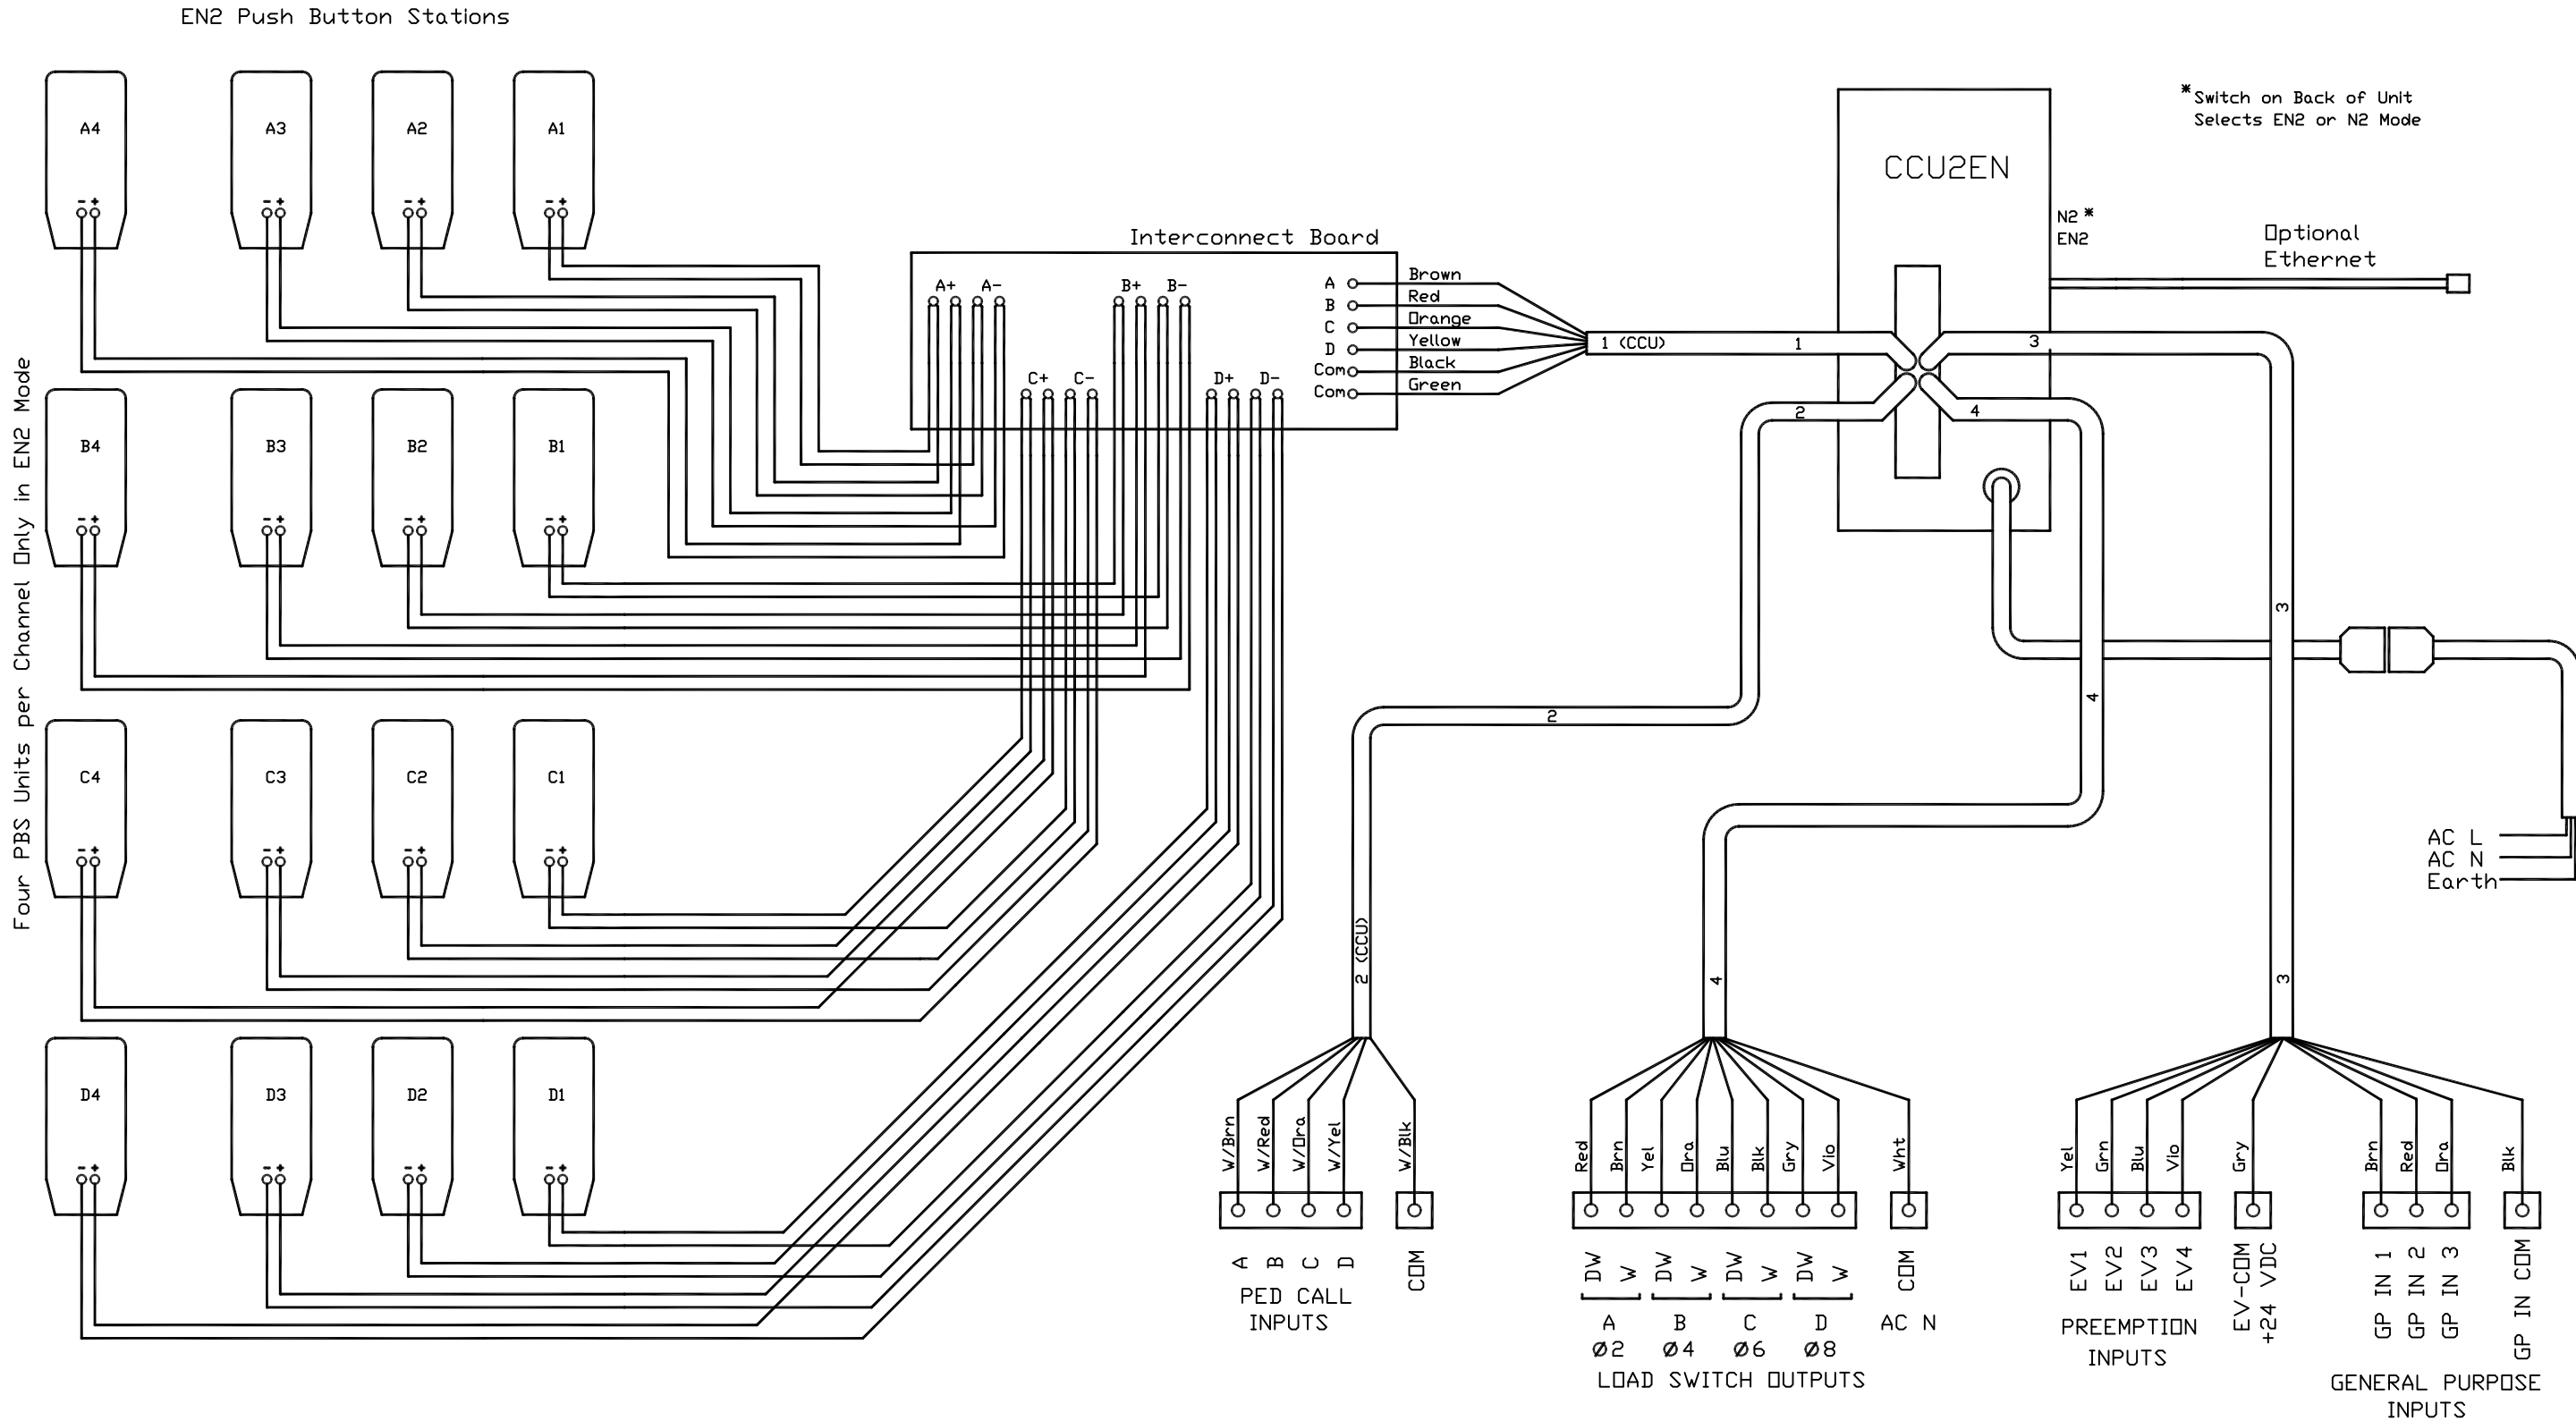 EN2 Push Button Stations
A4
A3
A2
A1
- +
- +
- +
- +
B4
B3
B2
B1
- +
- +
- +
- +
C4
C3
C2
C1
- +
- +
- +
- +
D4
D3
D2
D1
- +
- +
- +
- +
Four PBS Units per Channel Only in EN2 Mode
Interconnect Board
A+
A-
B+
B-
C+
C-
D+
D-
A
B
C
D
Com
Com
Brown
Red
Orange
Yellow
Black
Green
1 (CCU)
1
2
3
4
CCU2EN
*Switch on Back of Unit
Selects EN2 or N2 Mode
N2 *
EN2
Optional
Ethernet
2
3
4
AC L
AC N
Earth
2 (CCU)
4
3
W/Brn
W/Red
W/Ora
W/Yel
W/Blk
A
B
C
D
COM
PED CALL
INPUTS
Red
Brn
Yel
Ora
Blu
Blk
Gry
Vio
Wht
DW
W
DW
W
DW
W
DW
W
COM
A
B
C
D
AC N
Ø2
Ø4
Ø6
Ø8
LOAD SWITCH OUTPUTS
Yel
Grn
Blu
Vio
Gry
Brn
Red
Ora
Blk
EV1
EV2
EV3
EV4
EV-COM
+24 VDC
GP IN 1
GP IN 2
GP IN 3
GP IN COM
PREEMPTION
INPUTS
GENERAL PURPOSE
INPUTS